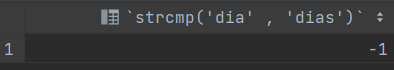 `strcmp('dia' , 'dias')`
1 -1